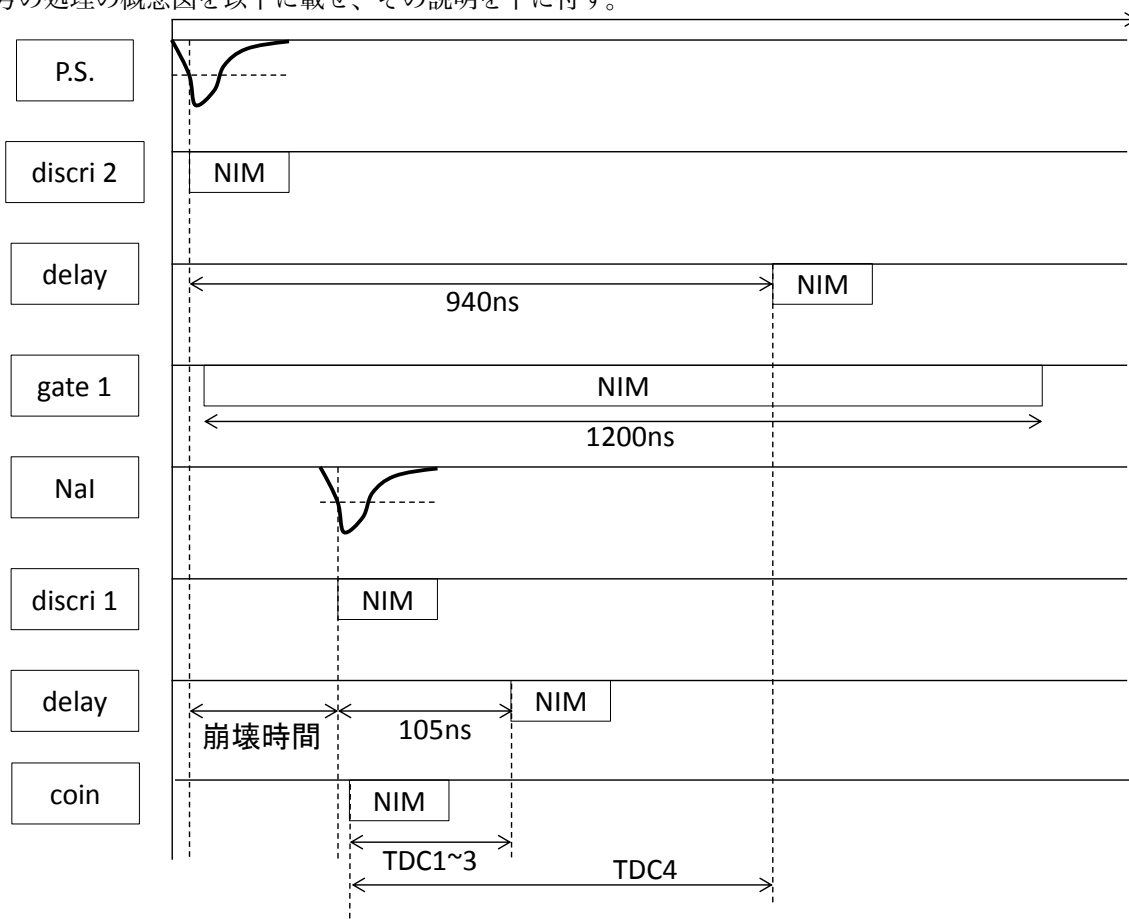 号の処理の概念図を以下に載せ、その説明を下に付す。
P.S.
discri 2
NIM
delay
NIM
940ns
gate 1
NIM
1200ns
NaI
discri 1
NIM
delay
NIM
崩壊時間
105ns
coin
NIM
TDC1~3
TDC4